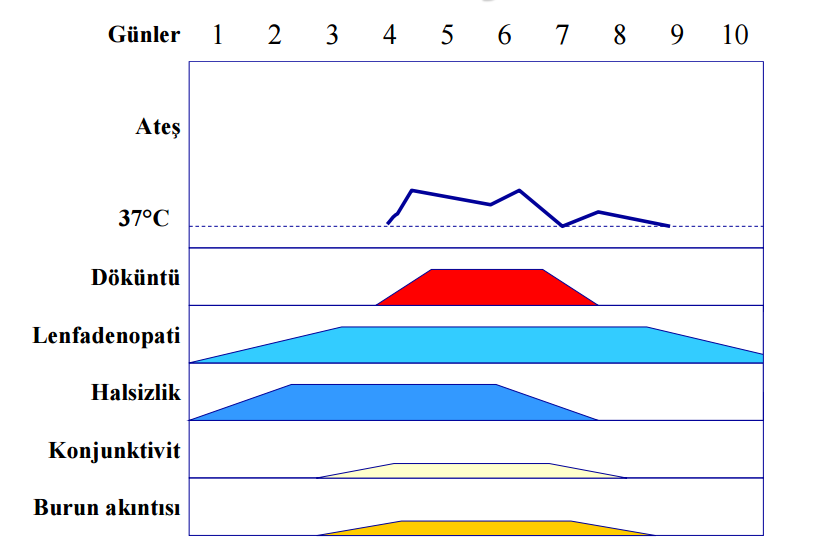 Günler 1 2 3 4 5 6 7 8 9 10
Ateş
37°C
Döküntü
Lenfadenopati
Halsizlik
Konjunktivit
Burun akıntısı